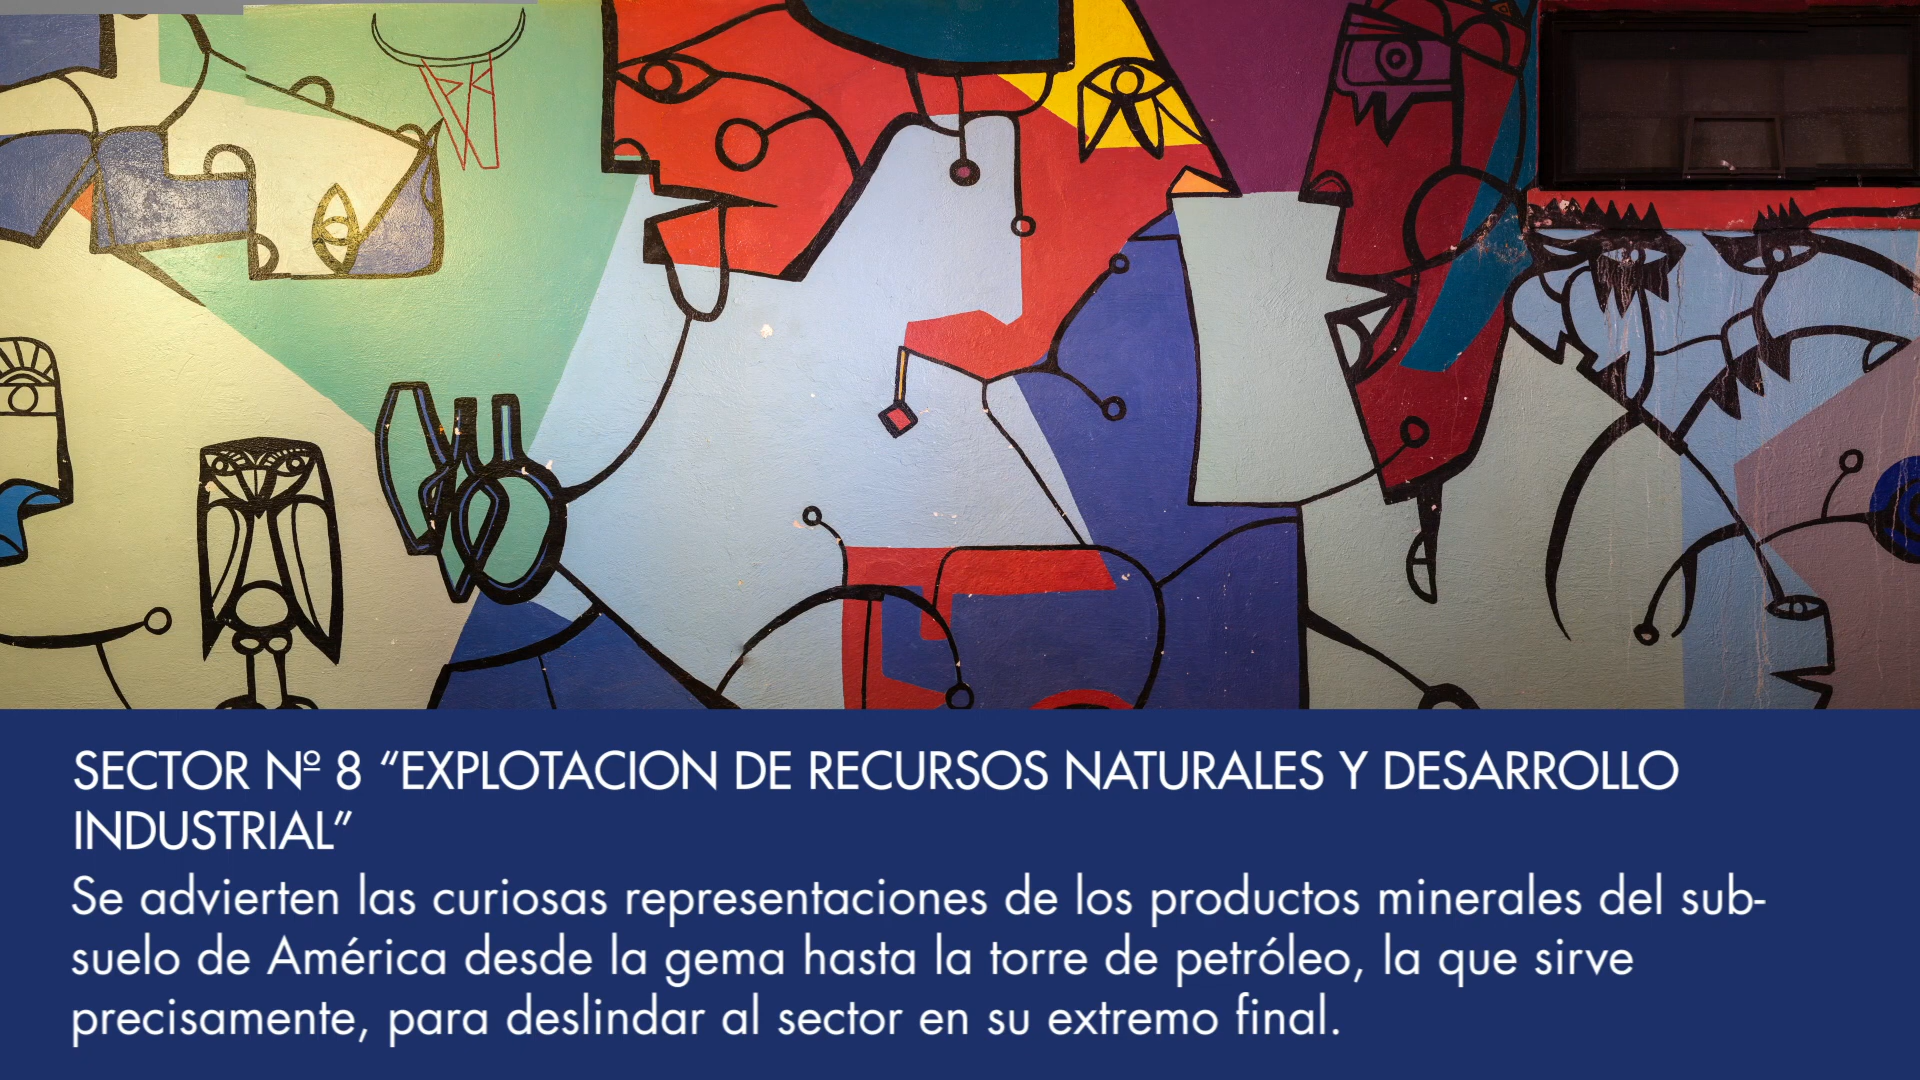 SECTOR Nº 8 “EXPLOTACION DE RECURSOS NATURALES Y DESARROLLO
INDUSTRIAL”
Se advierten las curiosas representaciones de los productos minerales del sub-
suelo de América desde la gema hasta la torre de petróleo, la que sirve
precisamente, para deslindar al sector en su extremo final.